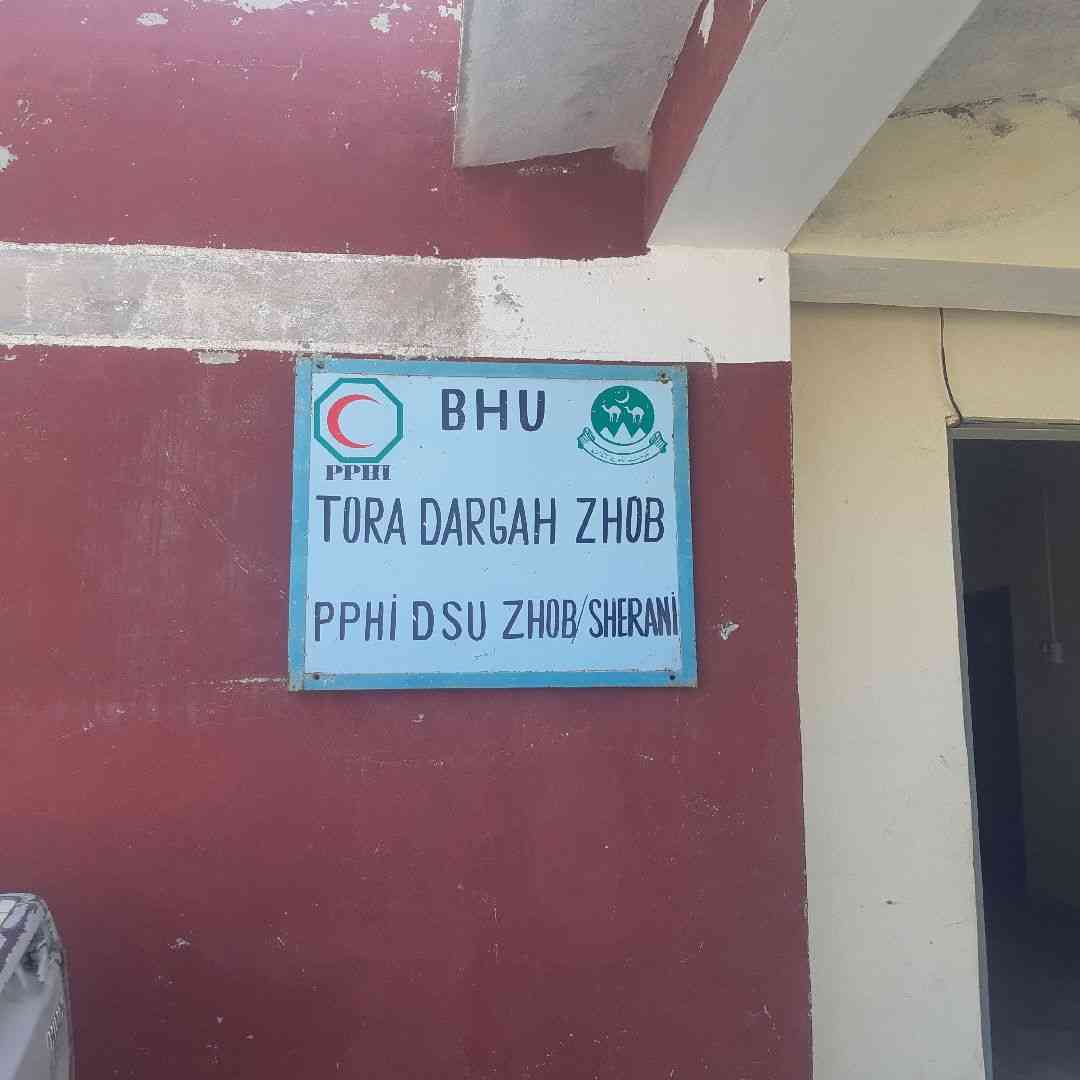 BHU
PPHI
TORA DARGAH ZHOB
PPHi DSU ZHOB/SHERANi